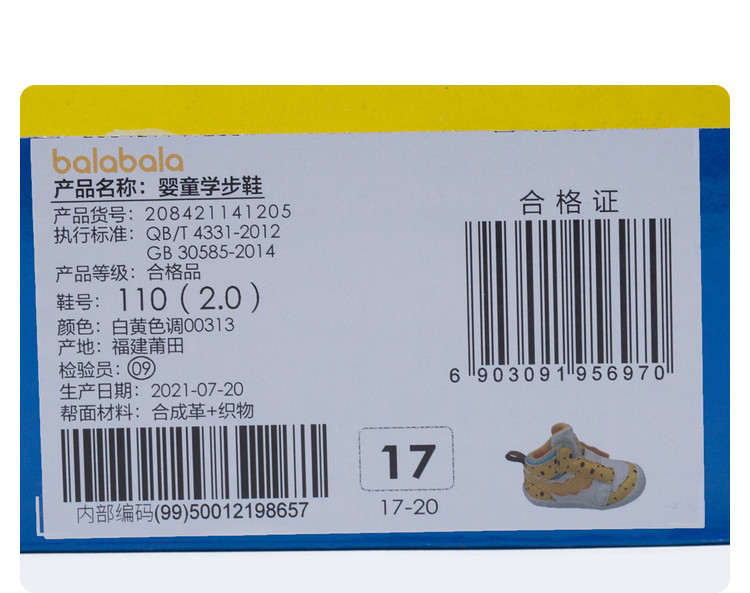 balabala
产品名称：婴童学步鞋
产品货号：208421141205
执行标准：QB/T 4331-2012
GB 30585-2014
产品等级：合格品
鞋号：110（2.0）
颜色：白黄色调00313
产地：福建莆田
检验员：09
生产日期：2021-07-20
帮面材料：合成革+织物
内部编码(99)50012198657
合格证
6 903091 956970
17
17-20